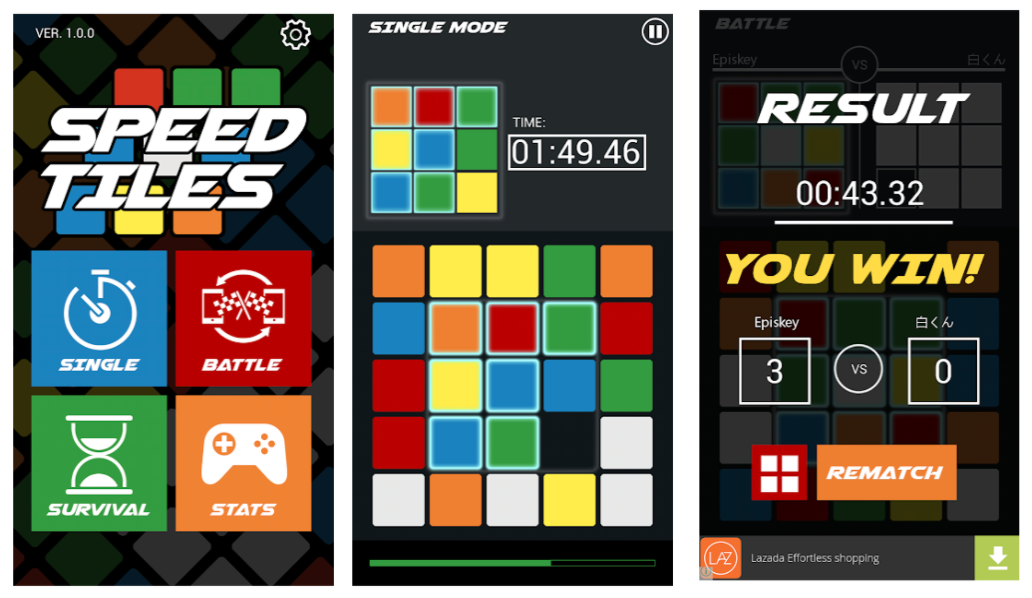 VER. 1.0.0
SPEED
TILES
SINGLE
BATTLE
SURVIVAL
STATS
SINGLE MODE
TIME:
01:49.46
BATTLE
Episkey
VS
白くん
RESULT
00:43.32
YOU WIN!
Episkey
白くん
3
VS
0
REMATCH
LAZ
Lazada Effortless shopping